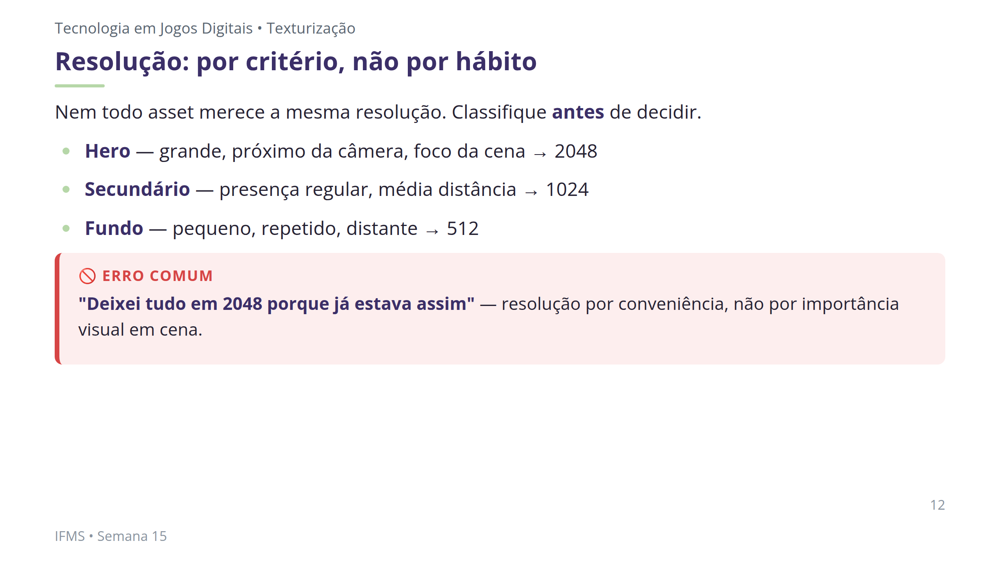 Tecnologia em Jogos Digitais • Texturização
Resolução: por critério, não por hábito
Nem todo asset merece a mesma resolução. Classifique antes de decidir.
• Hero — grande, próximo da câmera, foco da cena → 2048
• Secundário — presença regular, média distância → 1024
• Fundo — pequeno, repetido, distante → 512
🚫 ERRO COMUM
"Deixei tudo em 2048 porque já estava assim" — resolução por conveniência, não por importância
visual em cena.
12
IFMS • Semana 15